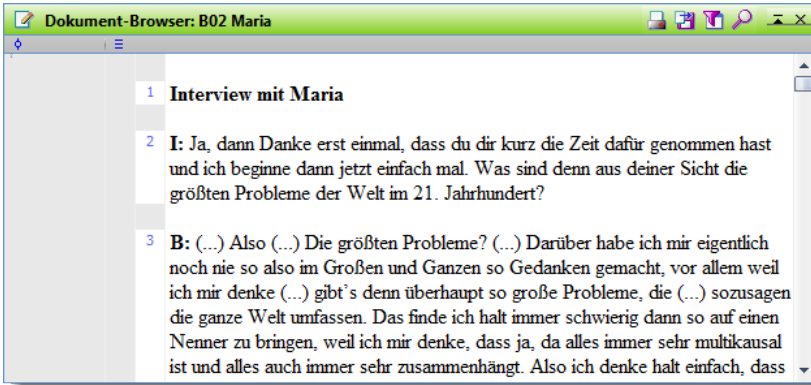 Dokument-Browser: B02 Maria
1 Interview mit Maria
2 I: Ja, dann Danke erst einmal, dass du dir kurz die Zeit dafür genommen hast
und ich beginne dann jetzt einfach mal. Was sind denn aus deiner Sicht die
größten Probleme der Welt im 21. Jahrhundert?
3 B: (...) Also (...) Die größten Probleme? (...) Darüber habe ich mir eigentlich
noch nie so also im Großen und Ganzen so Gedanken gemacht, vor allem weil
ich mir denke (...) gibt's denn überhaupt so große Probleme, die (...) sozusagen
die ganze Welt umfassen. Das finde ich halt immer schwierig dann so auf einen
Nenner zu bringen, weil ich mir denke, dass ja, da alles immer sehr multikausal
ist und alles auch immer sehr zusammenhängt. Also ich denke halt einfach, dass